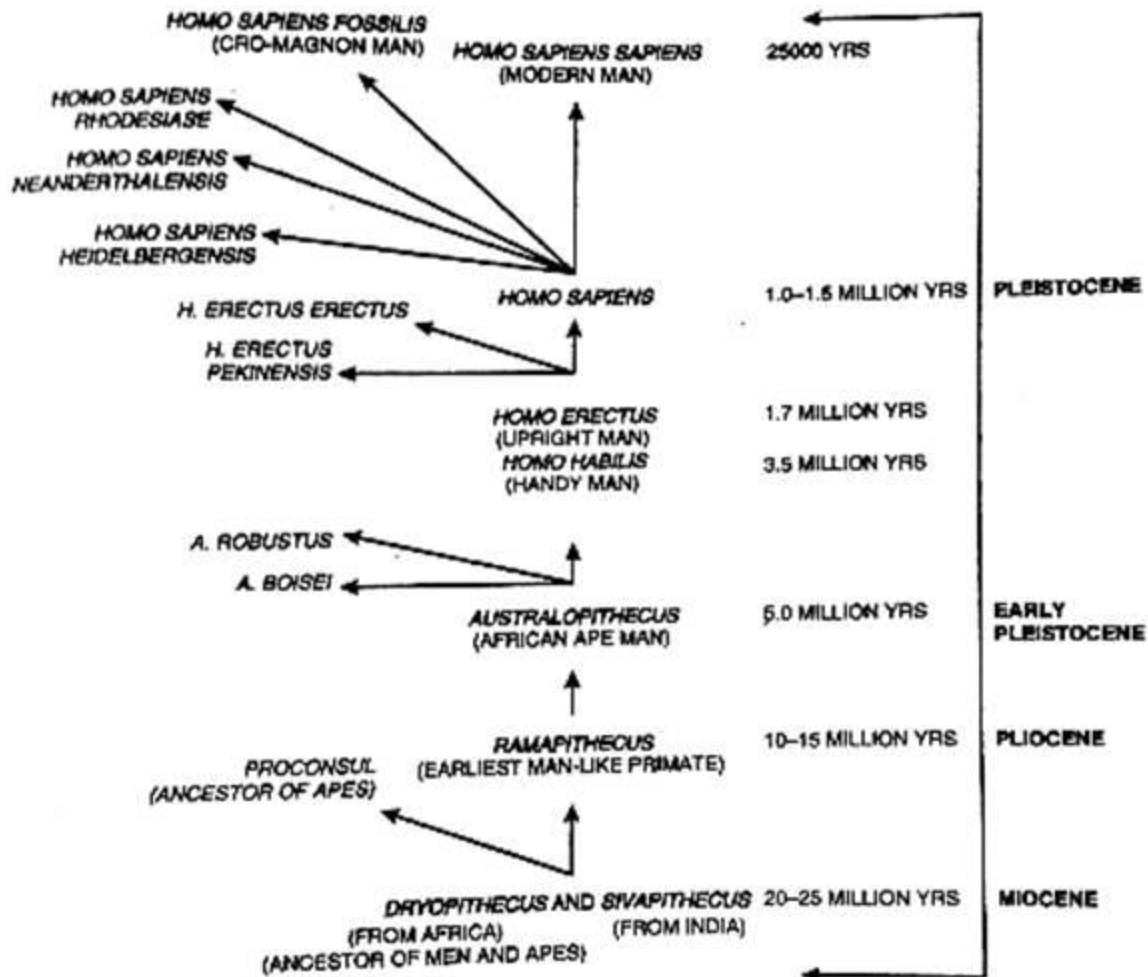 HOMO SAPIENS FOSSILIS
(CRO-MAGNON MAN)
HOMO SAPIENS SAPIENS
(MODERN MAN)
25000 YRS
HOMO SAPIENS
RHODESIASE
HOMO SAPIENS
NEANDERTHALENSIS
HOMO SAPIENS
HEIDELBERGENSIS
HOMO SAPIENS
1.0–1.5 MILLION YRS
PLEISTOCENE
H. ERECTUS ERECTUS
H. ERECTUS
PEKINENSIS
HOMO ERECTUS
(UPRIGHT MAN)
1.7 MILLION YRS
HOMO HABILIS
(HANDY MAN)
3.5 MILLION YRS
A. ROBUSTUS
A. BOISEI
AUSTRALOPITHECUS
(AFRICAN APE MAN)
5.0 MILLION YRS
EARLY
PLEISTOCENE
RAMAPITHECUS
(EARLIEST MAN-LIKE PRIMATE)
10–15 MILLION YRS
PLIOCENE
PROCONSUL
(ANCESTOR OF APES)
DRYOPITHECUS AND SIVAPITHECUS
(FROM AFRICA)
(FROM INDIA)
(ANCESTOR OF MEN AND APES)
20–25 MILLION YRS
MIOCENE